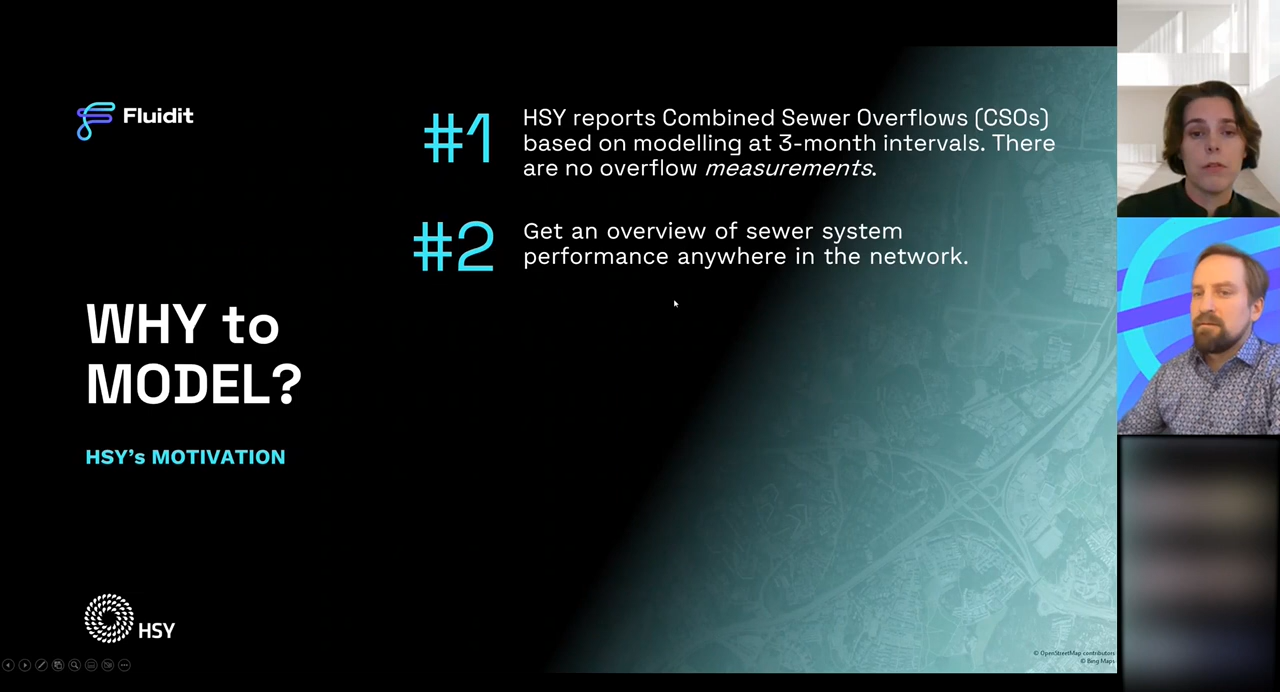 Fluidit
#1
HSY reports Combined Sewer Overflows (CSOs)
based on modelling at 3-month intervals. There
are no overflow measurements.
#2
Get an overview of sewer system
performance anywhere in the network.
WHY to
MODEL?
HSY's MOTIVATION
HSY
© OpenStreetMap contributors
© Bing Maps